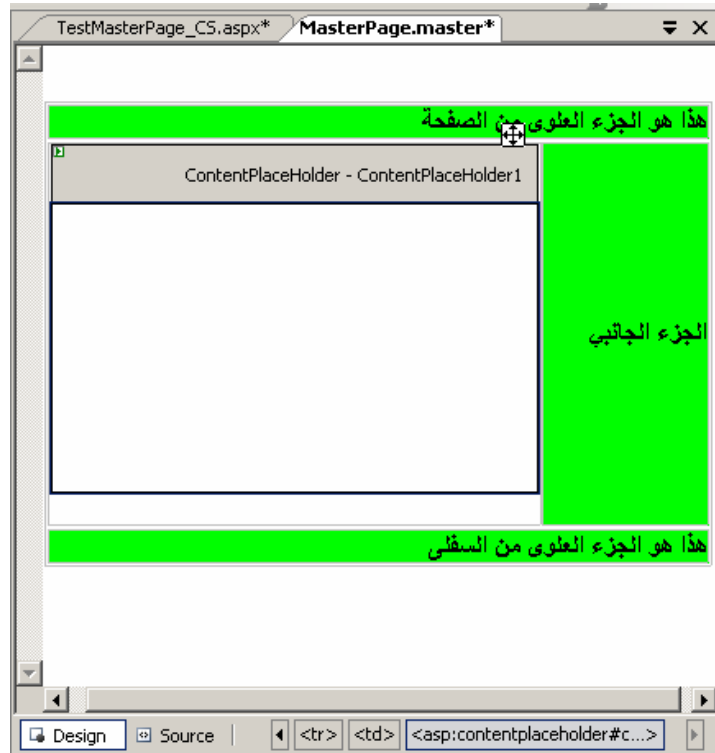 TestMasterPage_CS.aspx* MasterPage.master*
هذا هو الجزء العلوى من الصفحة
ContentPlaceHolder - ContentPlaceHolder1
الجزء الجانبي
هذا هو الجزء العلوى من السفلى
Design Source <tr> <td> <asp:contentplaceholder#c...>